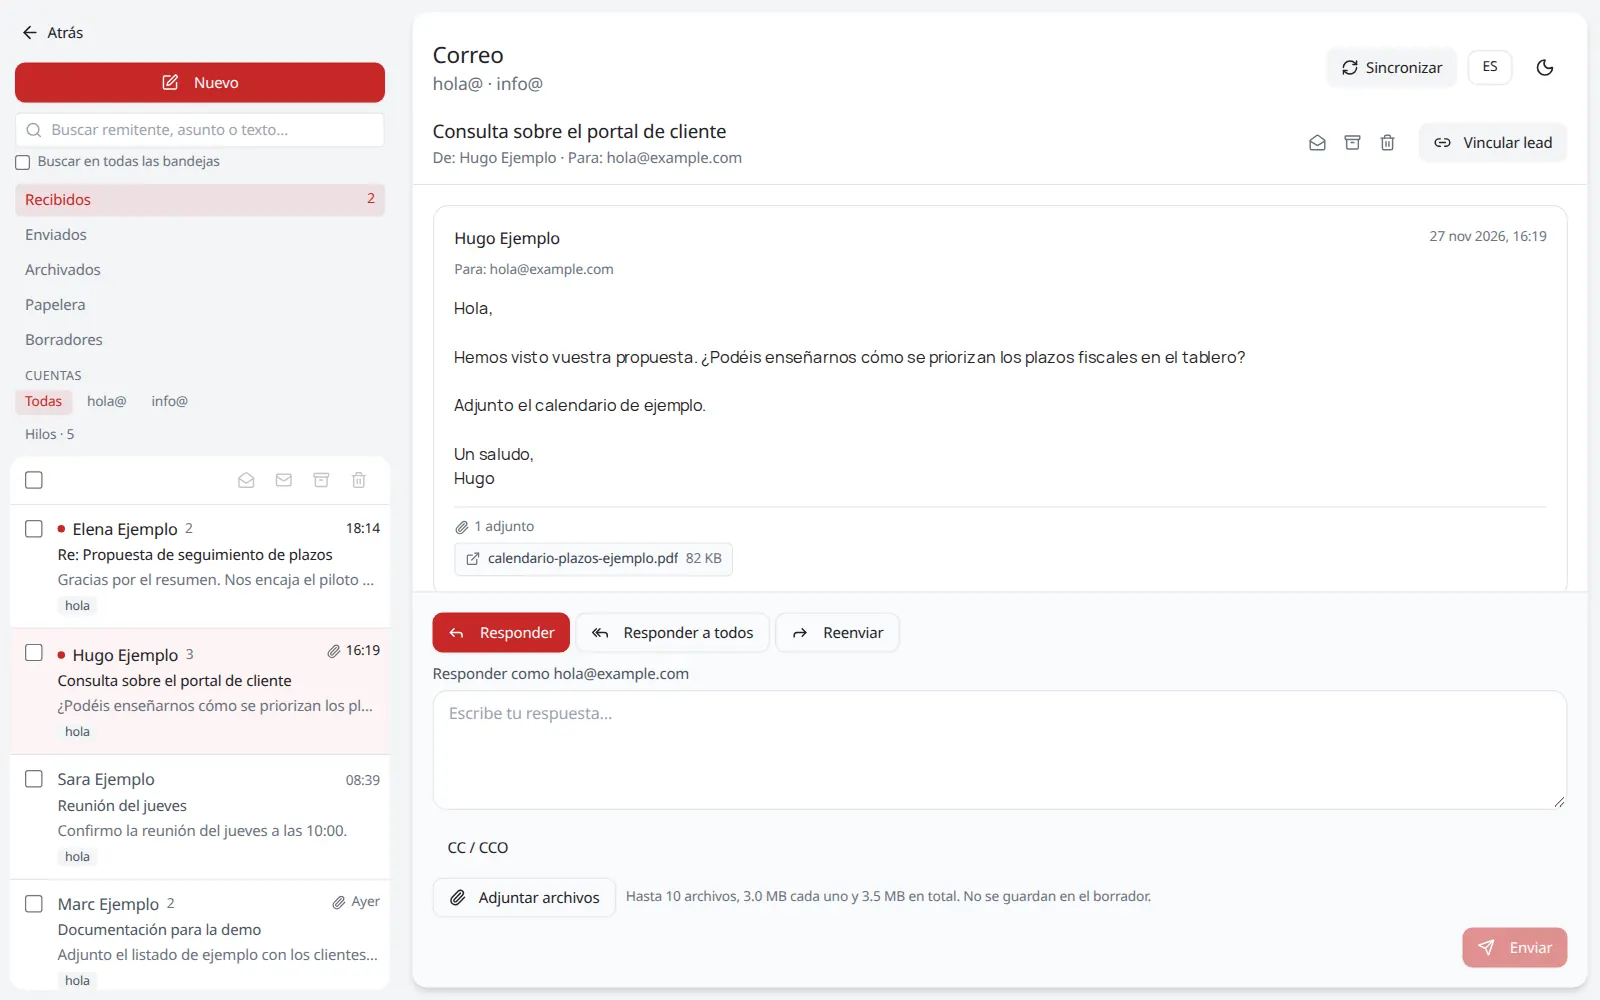 Atrás
Nuevo
Buscar remitente, asunto o texto...
Buscar en todas las bandejas
Recibidos 2
Enviados
Archivados
Papelera
Borradores
CUENTAS
Todas hola@ info@
Hilos · 5
Elena Ejemplo 2 18:14
Re: Propuesta de seguimiento de plazos
Gracias por el resumen. Nos encaja el piloto ...
hola
Hugo Ejemplo 3 16:19
Consulta sobre el portal de cliente
¿Podéis enseñarnos cómo se priorizan los pl...
hola
Sara Ejemplo 08:39
Reunión del jueves
Confirmo la reunión del jueves a las 10:00.
hola
Marc Ejemplo 2 Ayer
Documentación para la demo
Adjunto el listado de ejemplo con los clientes...
hola
Correo
hola@ · info@
Sincronizar
ES
Consulta sobre el portal de cliente
De: Hugo Ejemplo · Para: hola@example.com
Vincular lead
Hugo Ejemplo 27 nov 2026, 16:19
Para: hola@example.com
Hola,
Hemos visto vuestra propuesta. ¿Podéis enseñarnos cómo se priorizan los plazos fiscales en el tablero?
Adjunto el calendario de ejemplo.
Un saludo,
Hugo
1 adjunto
calendario-plazos-ejemplo.pdf 82 KB
Responder Responder a todos Reenviar
Responder como hola@example.com
Escribe tu respuesta...
CC / CCO
Adjuntar archivos Hasta 10 archivos, 3.0 MB cada uno y 3.5 MB en total. No se guardan en el borrador.
Enviar